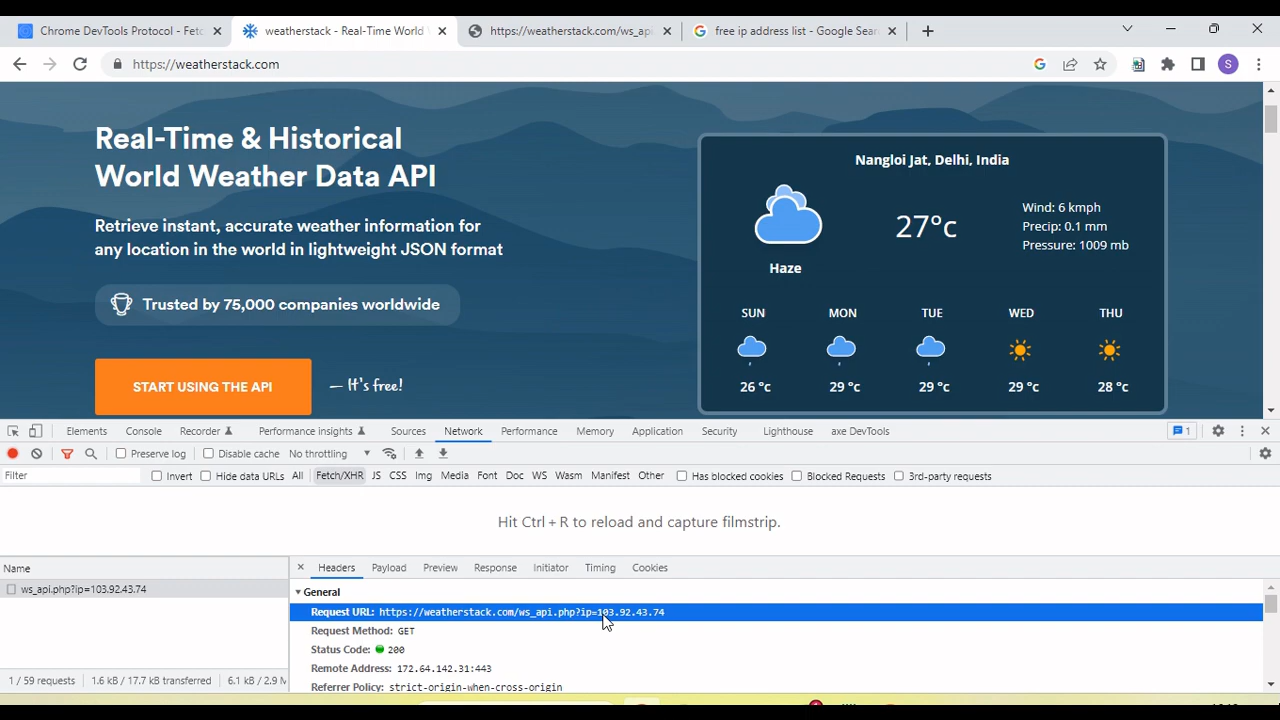 Chrome DevTools Protocol - Fetc
weatherstack - Real-Time World
https://weatherstack.com/ws_api
free ip address list - Google Sear
https://weatherstack.com
S
Real-Time & Historical
World Weather Data API
Retrieve instant, accurate weather information for
any location in the world in lightweight JSON format
Trusted by 75,000 companies worldwide
START USING THE API
— It's free!
Nangloi Jat, Delhi, India
27°c
Wind: 6 kmph
Precip: 0.1 mm
Pressure: 1009 mb
Haze
SUN MON TUE WED THU
26 °c 29 °c 29 °c 29 °c 28 °c
Elements Console Recorder Performance insights Sources Network Performance Memory Application Security Lighthouse axe DevTools 1
Preserve log Disable cache No throttling
Filter Invert Hide data URLs All Fetch/XHR JS CSS Img Media Font Doc WS Wasm Manifest Other Has blocked cookies Blocked Requests 3rd-party requests
Hit Ctrl + R to reload and capture filmstrip.
Name
ws_api.php?ip=103.92.43.74
1 / 59 requests 1.6 kB / 17.7 kB transferred 6.1 kB / 2.9 M
Headers Payload Preview Response Initiator Timing Cookies
General
Request URL: https://weatherstack.com/ws_api.php?ip=103.92.43.74
Request Method: GET
Status Code: 200
Remote Address: 172.64.142.31:443
Referrer Policy: strict-origin-when-cross-origin